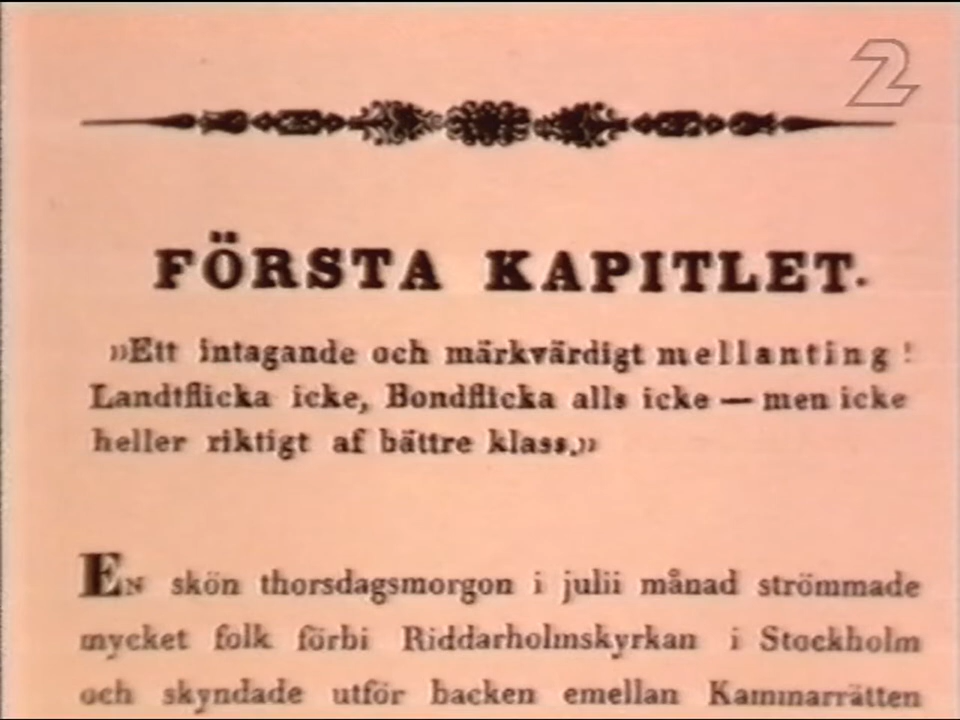 2
FÖRSTA KAPITLET.
»Ett intagande och märkvärdigt mellanting!
Landtflicka icke, Bondflicka alls icke — men icke
heller riktigt af bättre klass.»
EN skön thorsdagsmorgon i julii månad strömmade
mycket folk förbi Riddarholmskyrkan i Stockholm
och skyndade utför backen emellan Kammarrätten